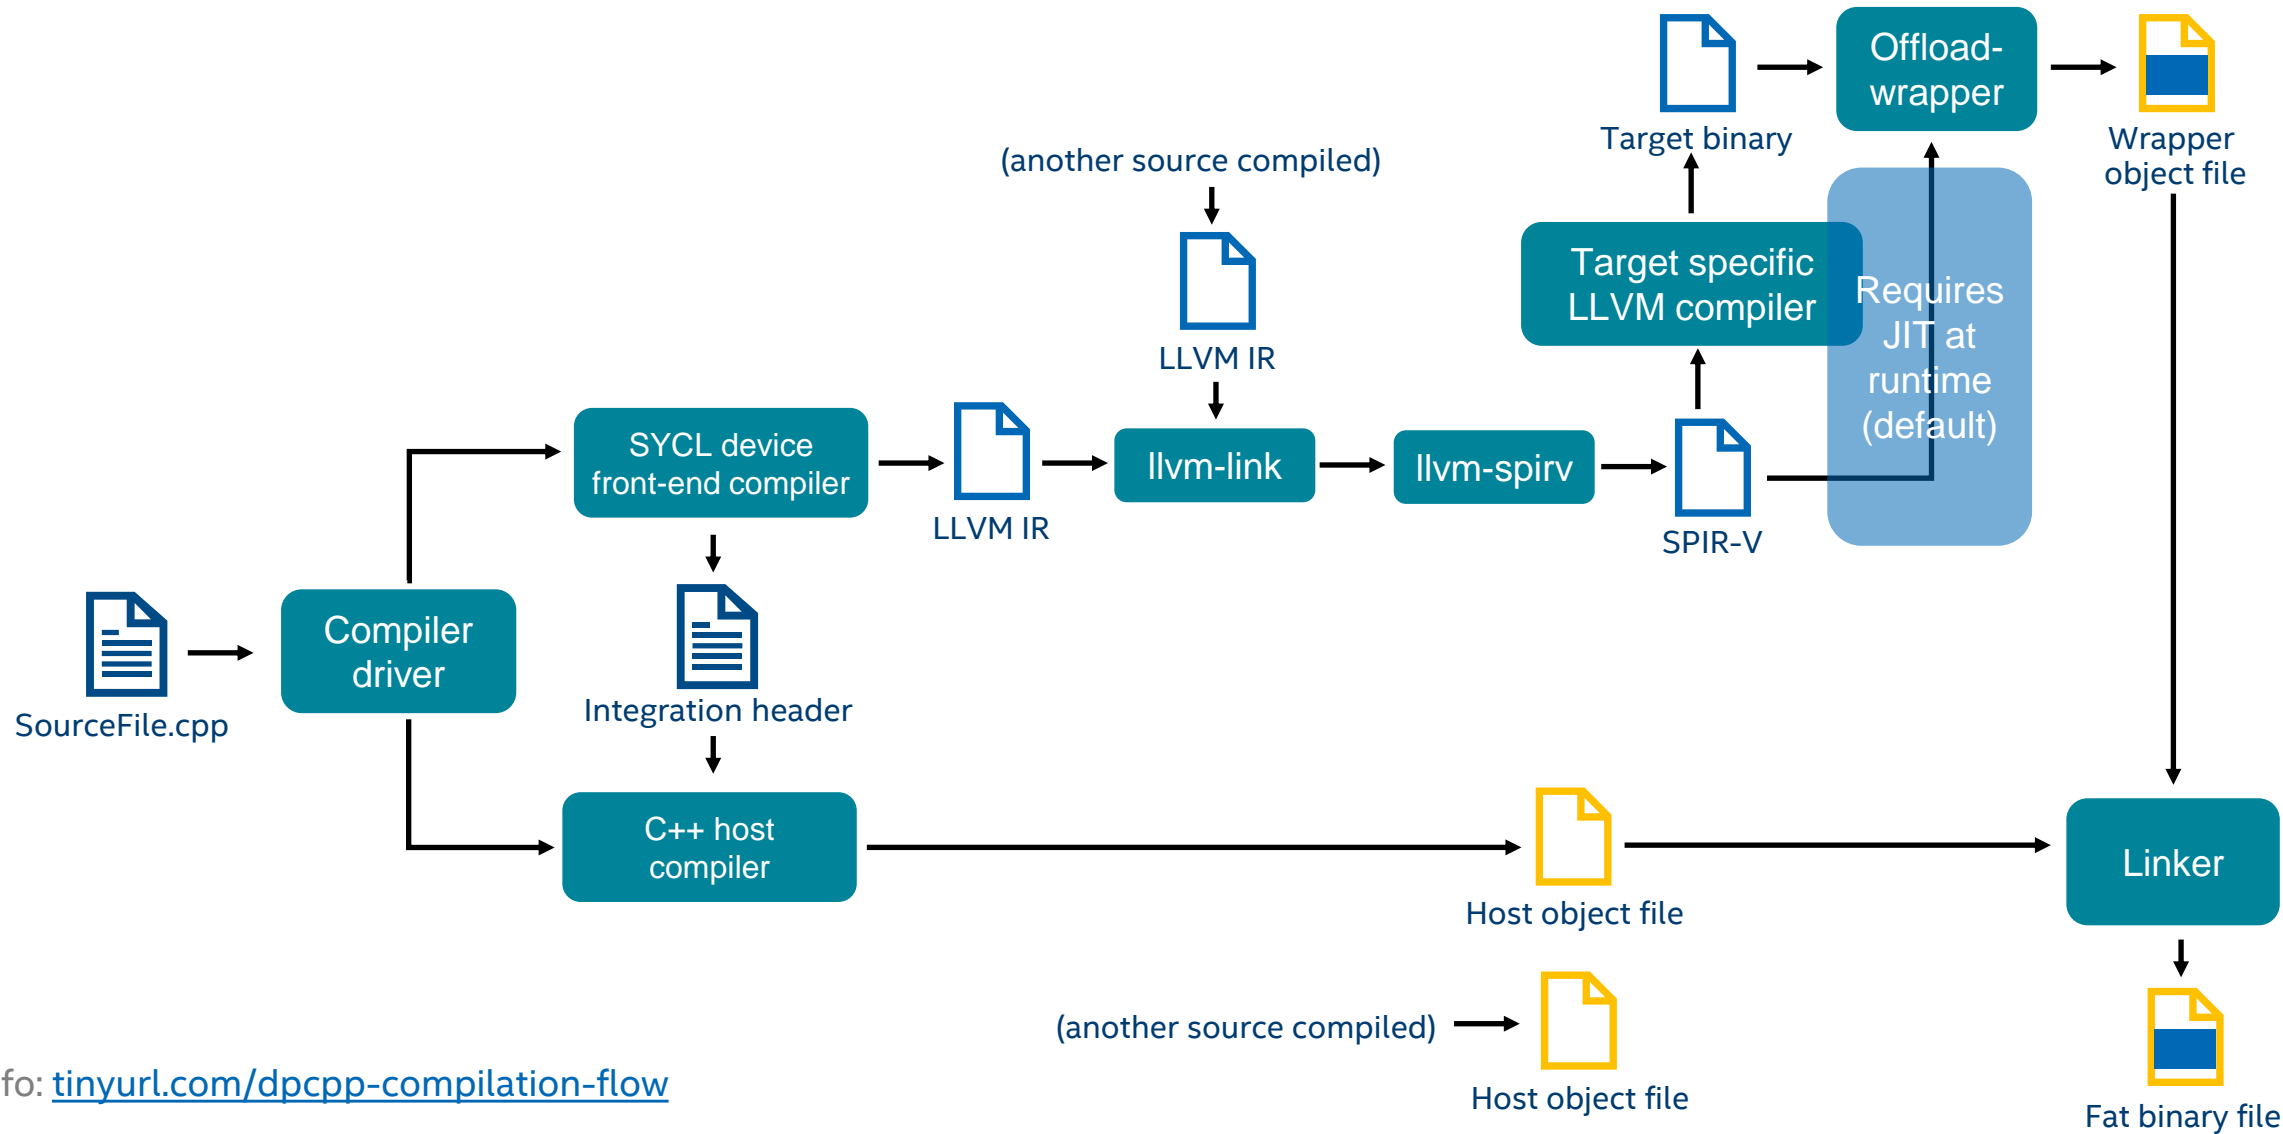 Offload-
wrapper
Target binary
Wrapper
object file
(another source compiled)
Target specific
LLVM compiler
Requires
JIT at
runtime
(default)
LLVM IR
SYCL device
front-end compiler
LLVM IR
llvm-link
llvm-spirv
SPIR-V
Compiler
driver
SourceFile.cpp
Integration header
C++ host
compiler
Host object file
Linker
(another source compiled)
Host object file
Fat binary file
fo: tinyurl.com/dpcpp-compilation-flow